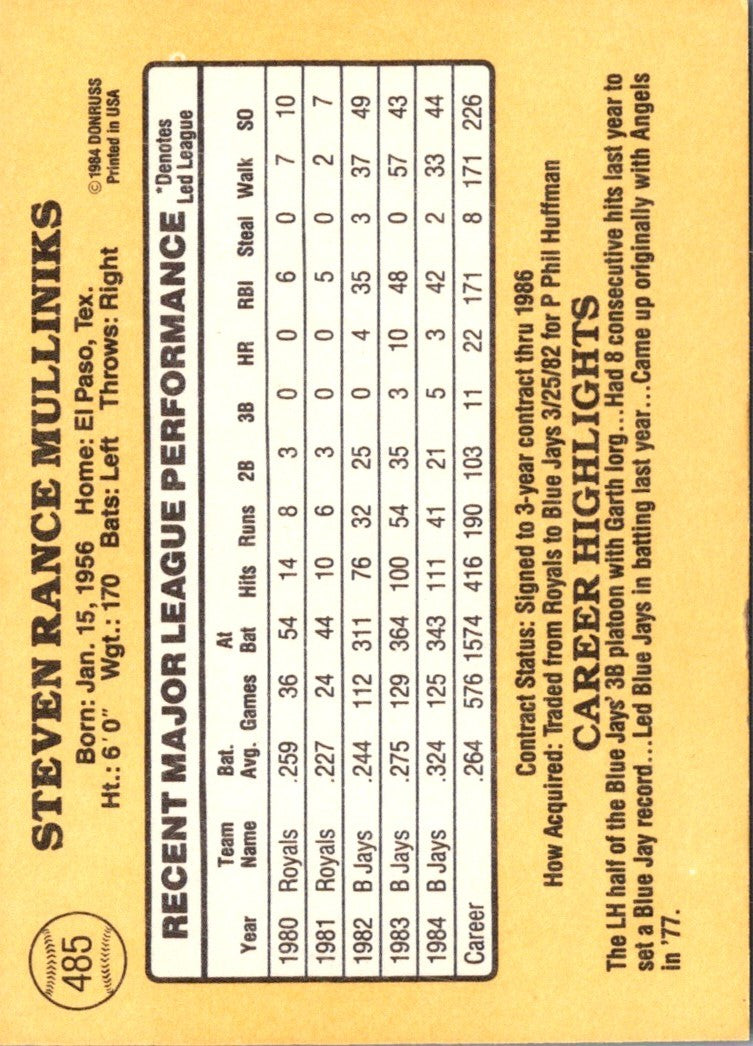 485
STEVEN RANCE MULLINIKS
Born: Jan. 15, 1956 Home: El Paso, Tex.
Ht.: 6' 0" Wgt.: 170 Bats: Left Throws: Right
©1984 DONRUSS
Printed in USA
RECENT MAJOR LEAGUE PERFORMANCE
*Denotes
Led League
Year Team Name Bat. Avg. Games At Bat Hits Runs 2B 3B HR RBI Steal Walk SO
1980 Royals .259 36 54 14 8 3 0 0 6 0 7 10
1981 Royals .227 24 44 10 6 3 0 0 5 0 2 7
1982 B Jays .244 112 311 76 32 25 0 4 35 3 37 49
1983 B Jays .275 129 364 100 54 35 3 10 48 0 57 43
1984 B Jays .324 125 343 111 41 21 5 3 42 2 33 44
Career .264 576 1574 416 190 103 11 22 171 8 171 226
Contract Status: Signed to 3-year contract thru 1986
How Acquired: Traded from Royals to Blue Jays 3/25/82 for P Phil Huffman
CAREER HIGHLIGHTS
The LH half of the Blue Jays' 3B platoon with Garth Iorg...Had 8 consecutive hits last year to
set a Blue Jay record...Led Blue Jays in batting last year...Came up originally with Angels
in '77.